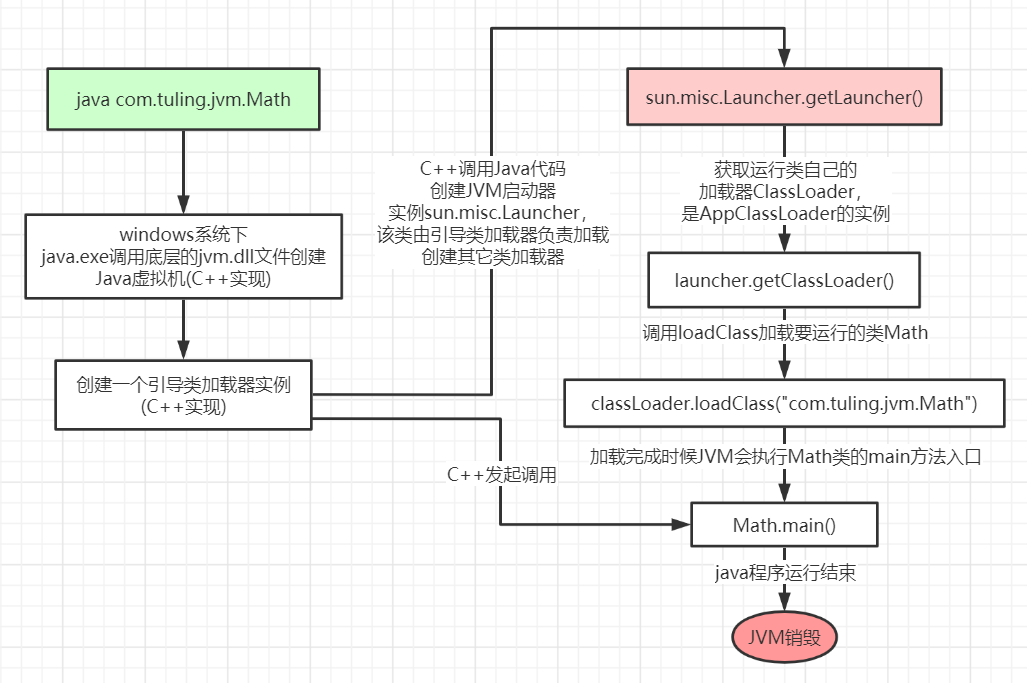 java com.tuling.jvm.Math
windows系统下
java.exe调用底层的jvm.dll文件创建
Java虚拟机(C++实现)
创建一个引导类加载器实例
(C++实现)
C++调用Java代码
创建JVM启动器
实例sun.misc.Launcher，
该类由引导类加载器负责加载
创建其它类加载器
sun.misc.Launcher.getLauncher()
获取运行类自己的
加载器ClassLoader，
是AppClassLoader的实例
launcher.getClassLoader()
调用loadClass加载要运行的类Math
classLoader.loadClass("com.tuling.jvm.Math")
加载完成时候JVM会执行Math类的main方法入口
C++发起调用
Math.main()
java程序运行结束
JVM销毁